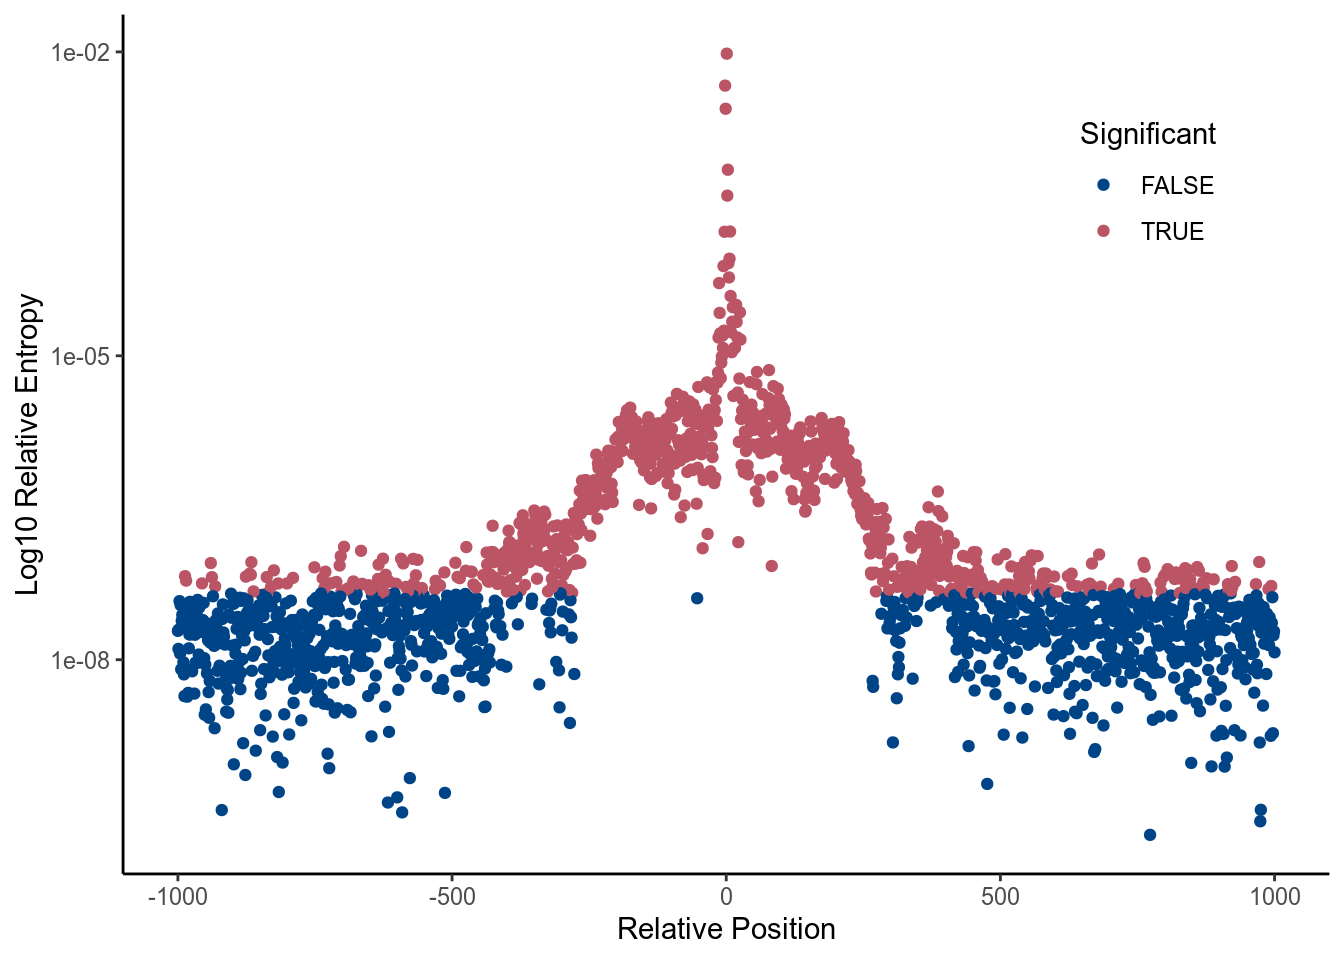 1e-02
1e-05
1e-08
Log10 Relative Entropy
Significant
FALSE
TRUE
-1000
-500
0
500
1000
Relative Position